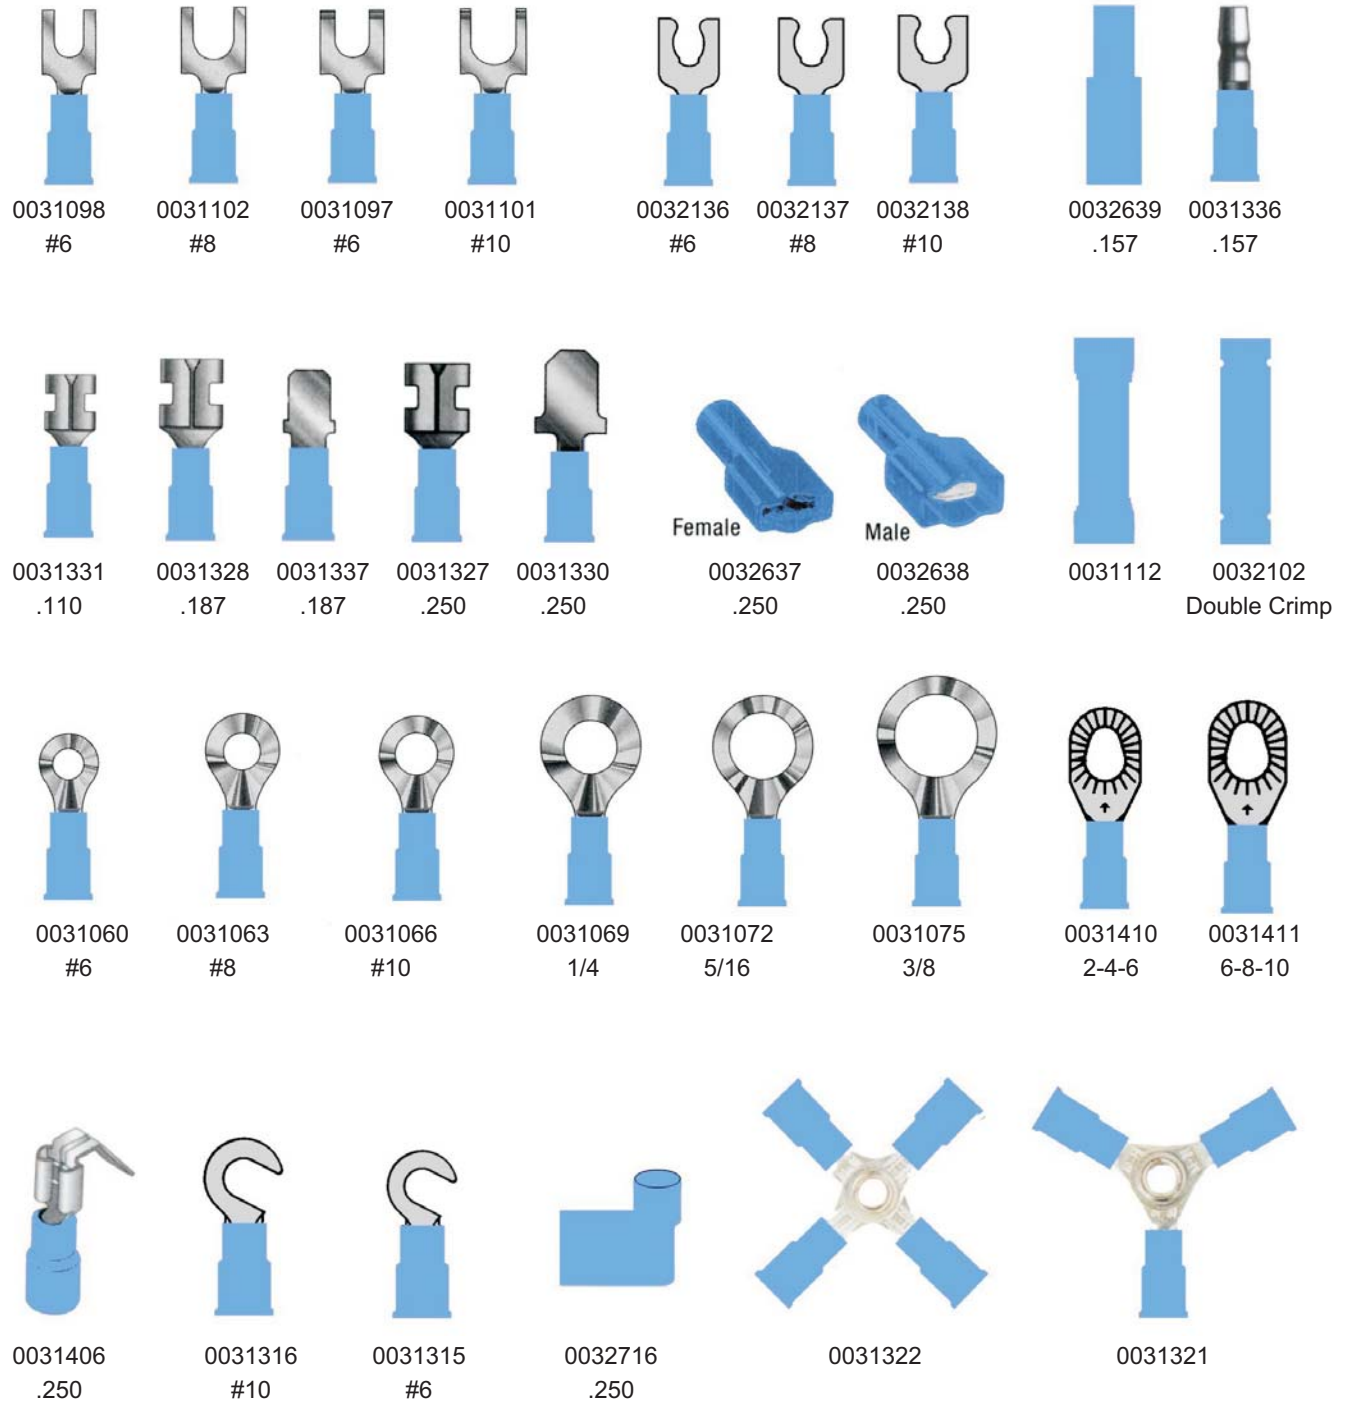 0031098 0031102 0031097 0031101 0032136 0032137 0032138 0032639 0031336
#6 #8 #6 #10 #6 #8 #10 .157 .157
Female Male
0031331 0031328 0031337 0031327 0031330 0032637 0032638 0031112 0032102
.110 .187 .187 .250 .250 .250 .250 Double Crimp
0031060 0031063 0031066 0031069 0031072 0031075 0031410 0031411
#6 #8 #10 1/4 5/16 3/8 2-4-6 6-8-10
0031406 0031316 0031315 0032716 0031322 0031321
.250 #10 #6 .250